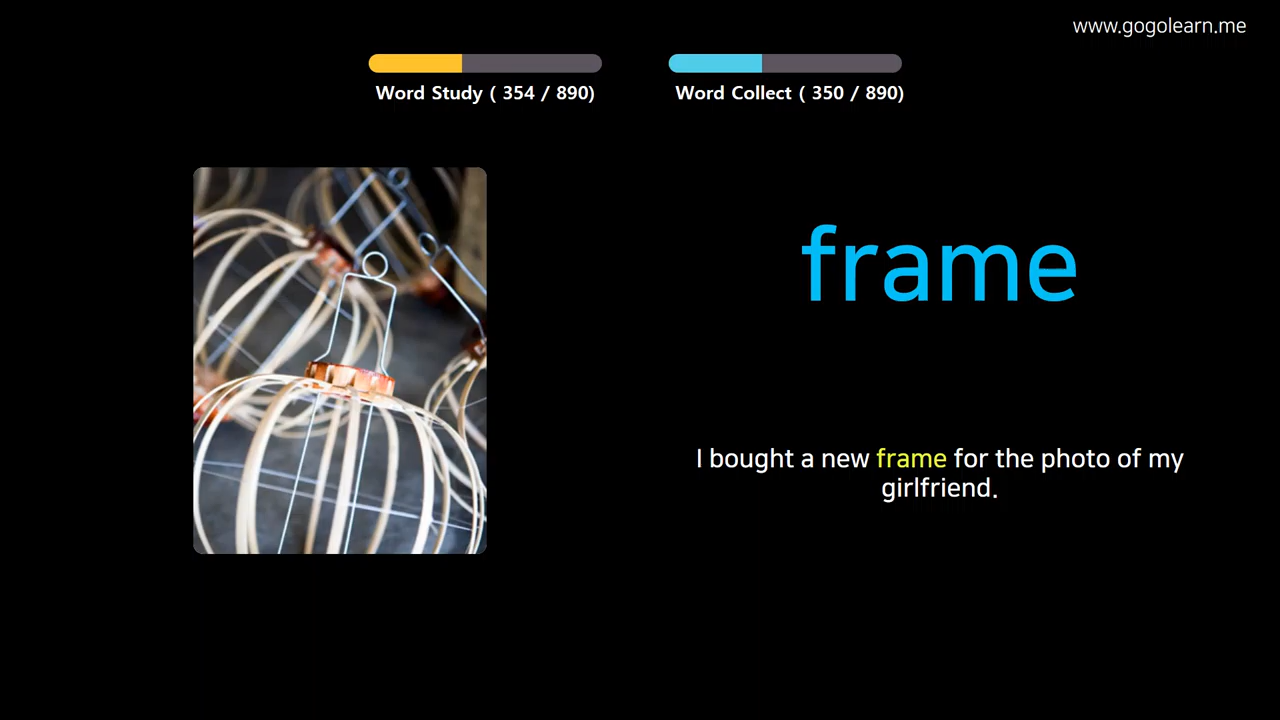 www.gogolearn.me
Word Study ( 354 / 890)
Word Collect ( 350 / 890)
frame
I bought a new frame for the photo of my
girlfriend.